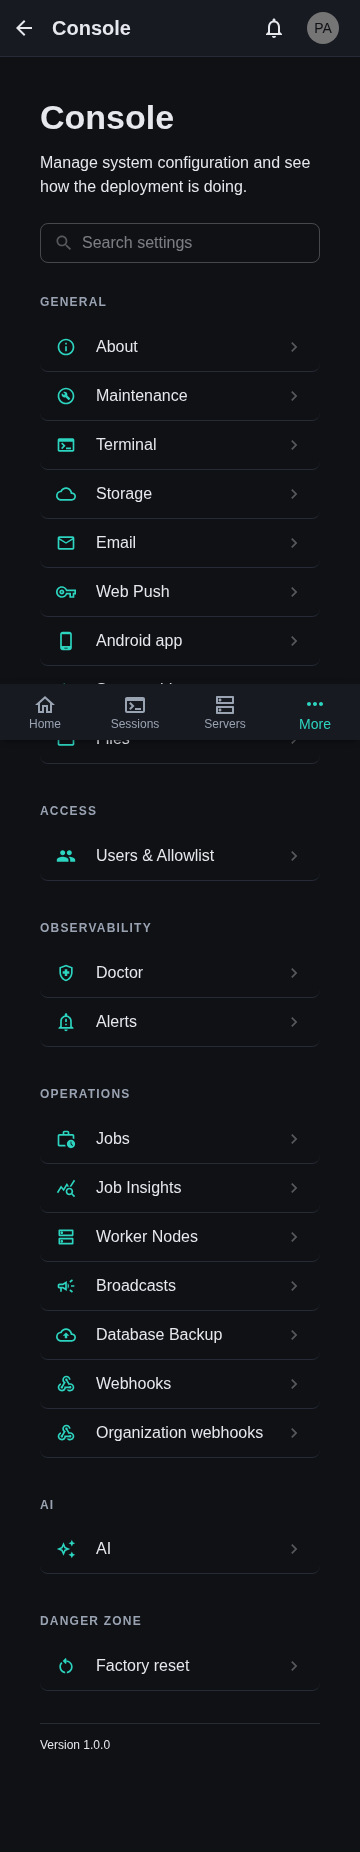 Console
PA
Console
Manage system configuration and see
how the deployment is doing.
Search settings
GENERAL
About
Maintenance
Terminal
Storage
Email
Web Push
Android app
Home
Sessions
Servers
More
Files
ACCESS
Users & Allowlist
OBSERVABILITY
Doctor
Alerts
OPERATIONS
Jobs
Job Insights
Worker Nodes
Broadcasts
Database Backup
Webhooks
Organization webhooks
AI
AI
DANGER ZONE
Factory reset
Version 1.0.0